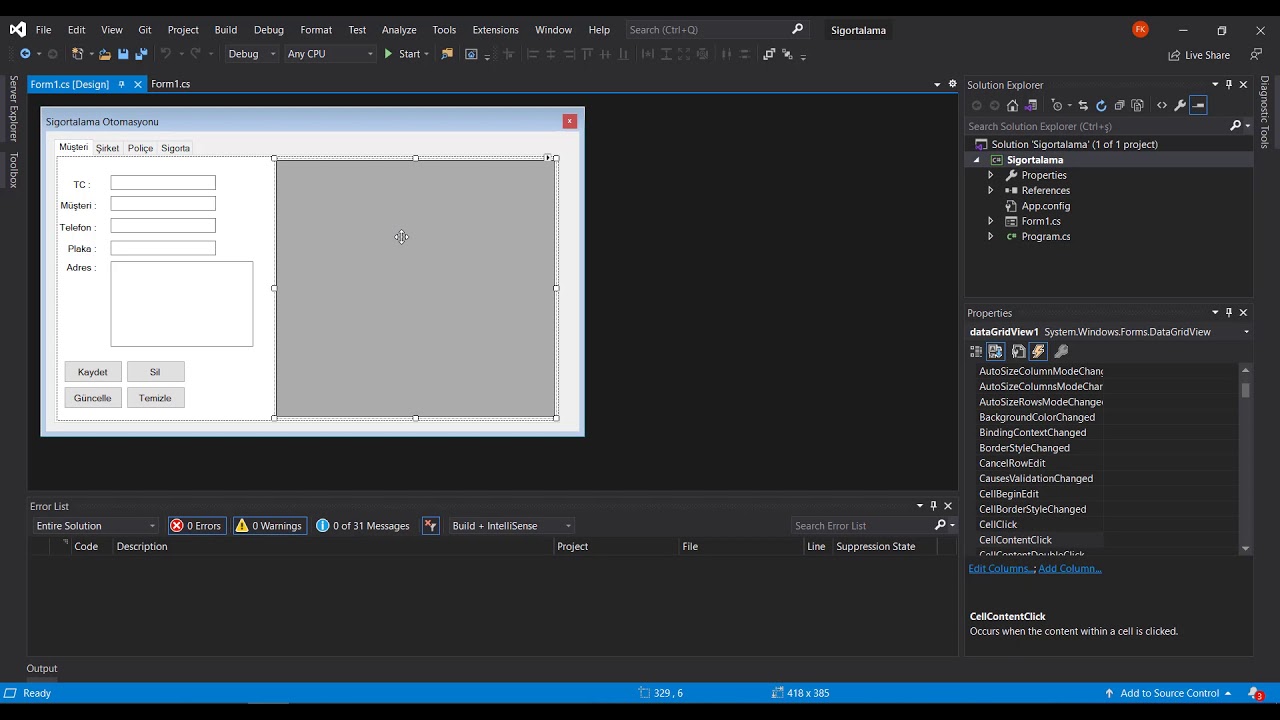 File Edit View Git Project Build Debug Format Test Analyze Tools Extensions Window Help Search (Ctrl+Q) Sigortalama FK
Debug Any CPU Start Live Share
Server Explorer
Toolbox
Form1.cs [Design] Form1.cs
Sigortalama Otomasyonu
Müşteri Şirket Poliçe Sigorta
TC :
Müşteri :
Telefon :
Plaka :
Adres :
Kaydet Sil
Güncelle Temizle
Solution Explorer
Search Solution Explorer (Ctrl+ş)
Solution 'Sigortalama' (1 of 1 project)
Sigortalama
Properties
References
App.config
Form1.cs
Program.cs
Diagnostic Tools
Properties
dataGridView1 System.Windows.Forms.DataGridView
AutoSizeColumnModeChang
AutoSizeColumnsModeChar
AutoSizeRowsModeChanged
BackgroundColorChanged
BindingContextChanged
BorderStyleChanged
CancelRowEdit
CausesValidationChanged
CellBeginEdit
CellBorderStyleChanged
CellClick
CellContentClick
CellContentDoubleClick
Edit Columns...; Add Column...
CellContentClick
Occurs when the content within a cell is clicked.
Error List
Entire Solution 0 Errors 0 Warnings 0 of 31 Messages Build + IntelliSense Search Error List
Code Description Project File Line Suppression State
Output
Ready 329 , 6 418 x 385 Add to Source Control 3